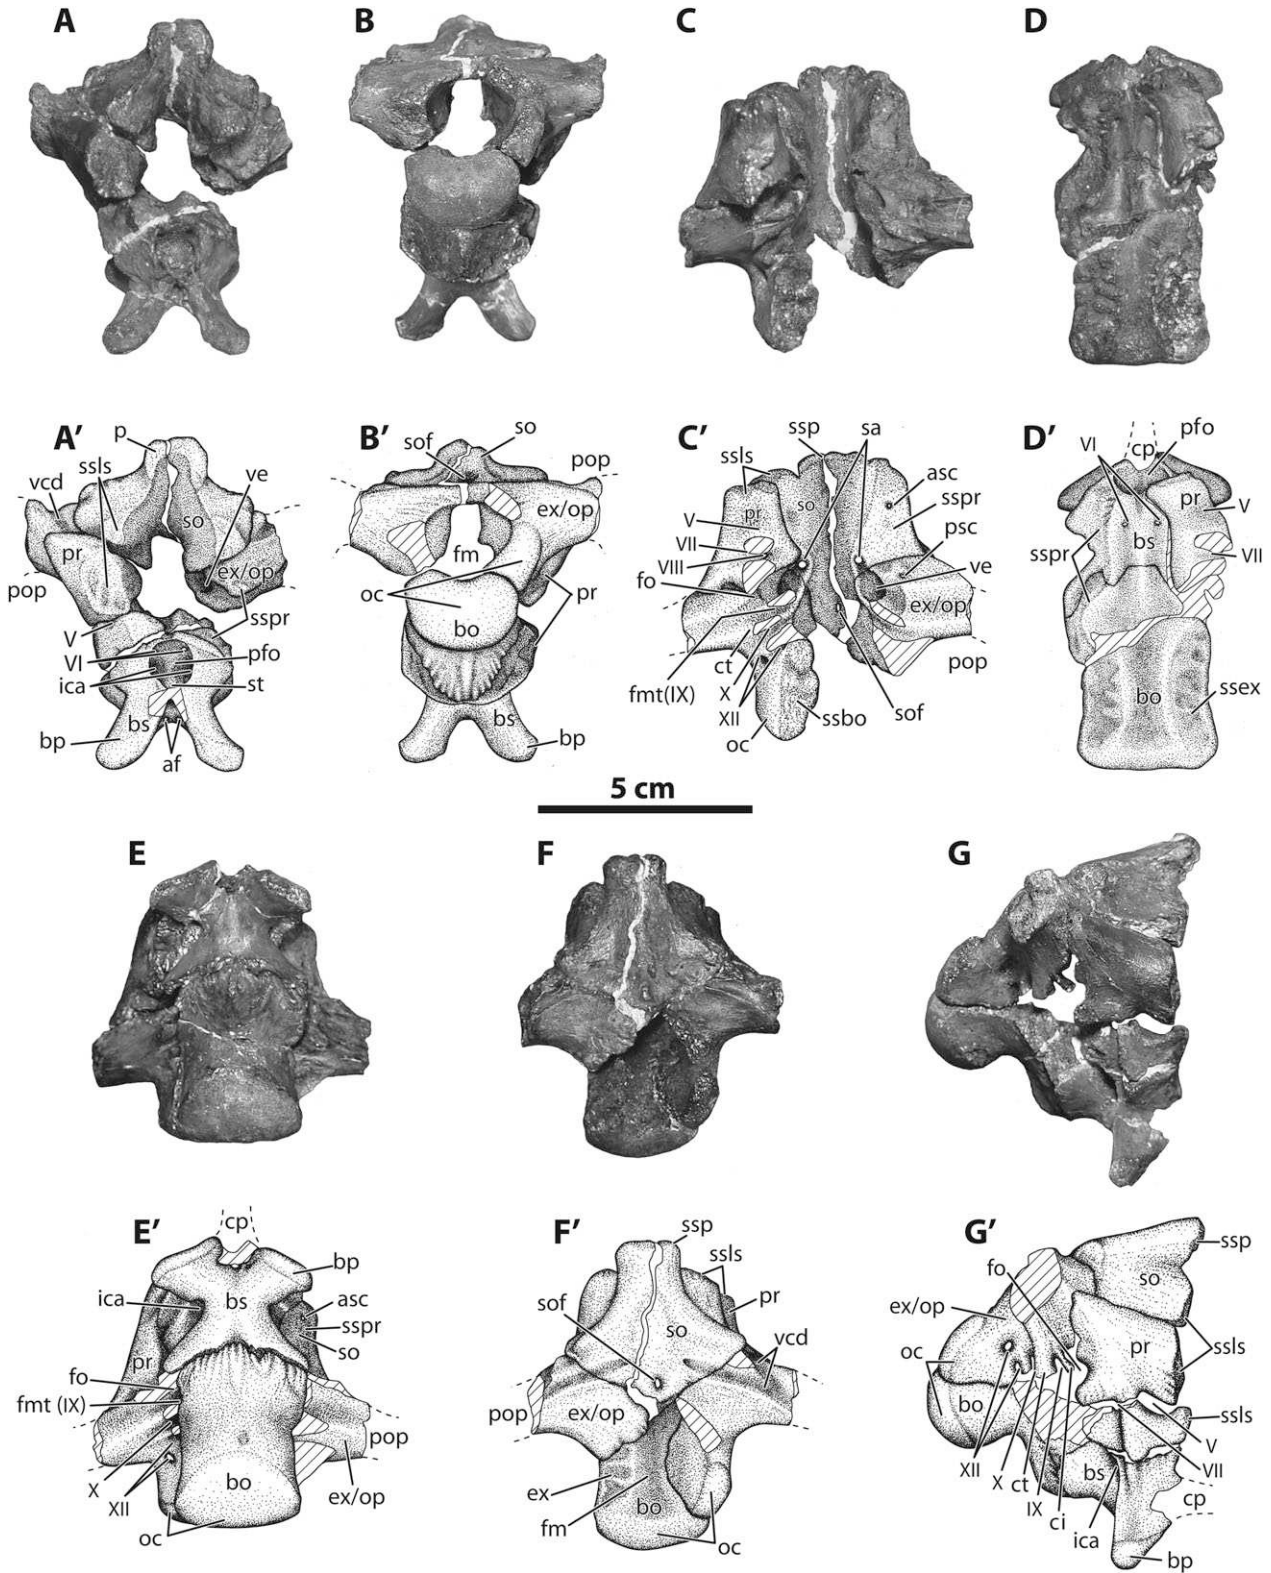 A
B
C
D
A′
p
ssls
vcd
ve
so
pr
ex/op
pop
sspr
V
VI
pfo
ica
st
bs
bp
af
B′
sof
so
pop
ex/op
fm
oc
pr
bo
bs
bp
C′
ssp
sa
ssls
asc
pr
so
sspr
V
psc
VII
VIII
ve
fo
ex/op
ct
pop
fmt(IX)
X
XII
ssbo
sof
oc
D′
VI
cp
pfo
pr
V
bs
sspr
VII
bo
ssex
5 cm
E
F
G
E′
cp
bp
ica
bs
asc
sspr
pr
so
fo
fmt (IX)
pop
X
XII
bo
ex/op
oc
F′
ssp
ssls
sof
pr
so
vcd
pop
ex/op
ex
bo
fm
oc
G′
ssp
fo
so
ex/op
oc
pr
ssls
bo
ssls
V
XII
bs
VII
X
ct
IX
ci
cp
ica
bp